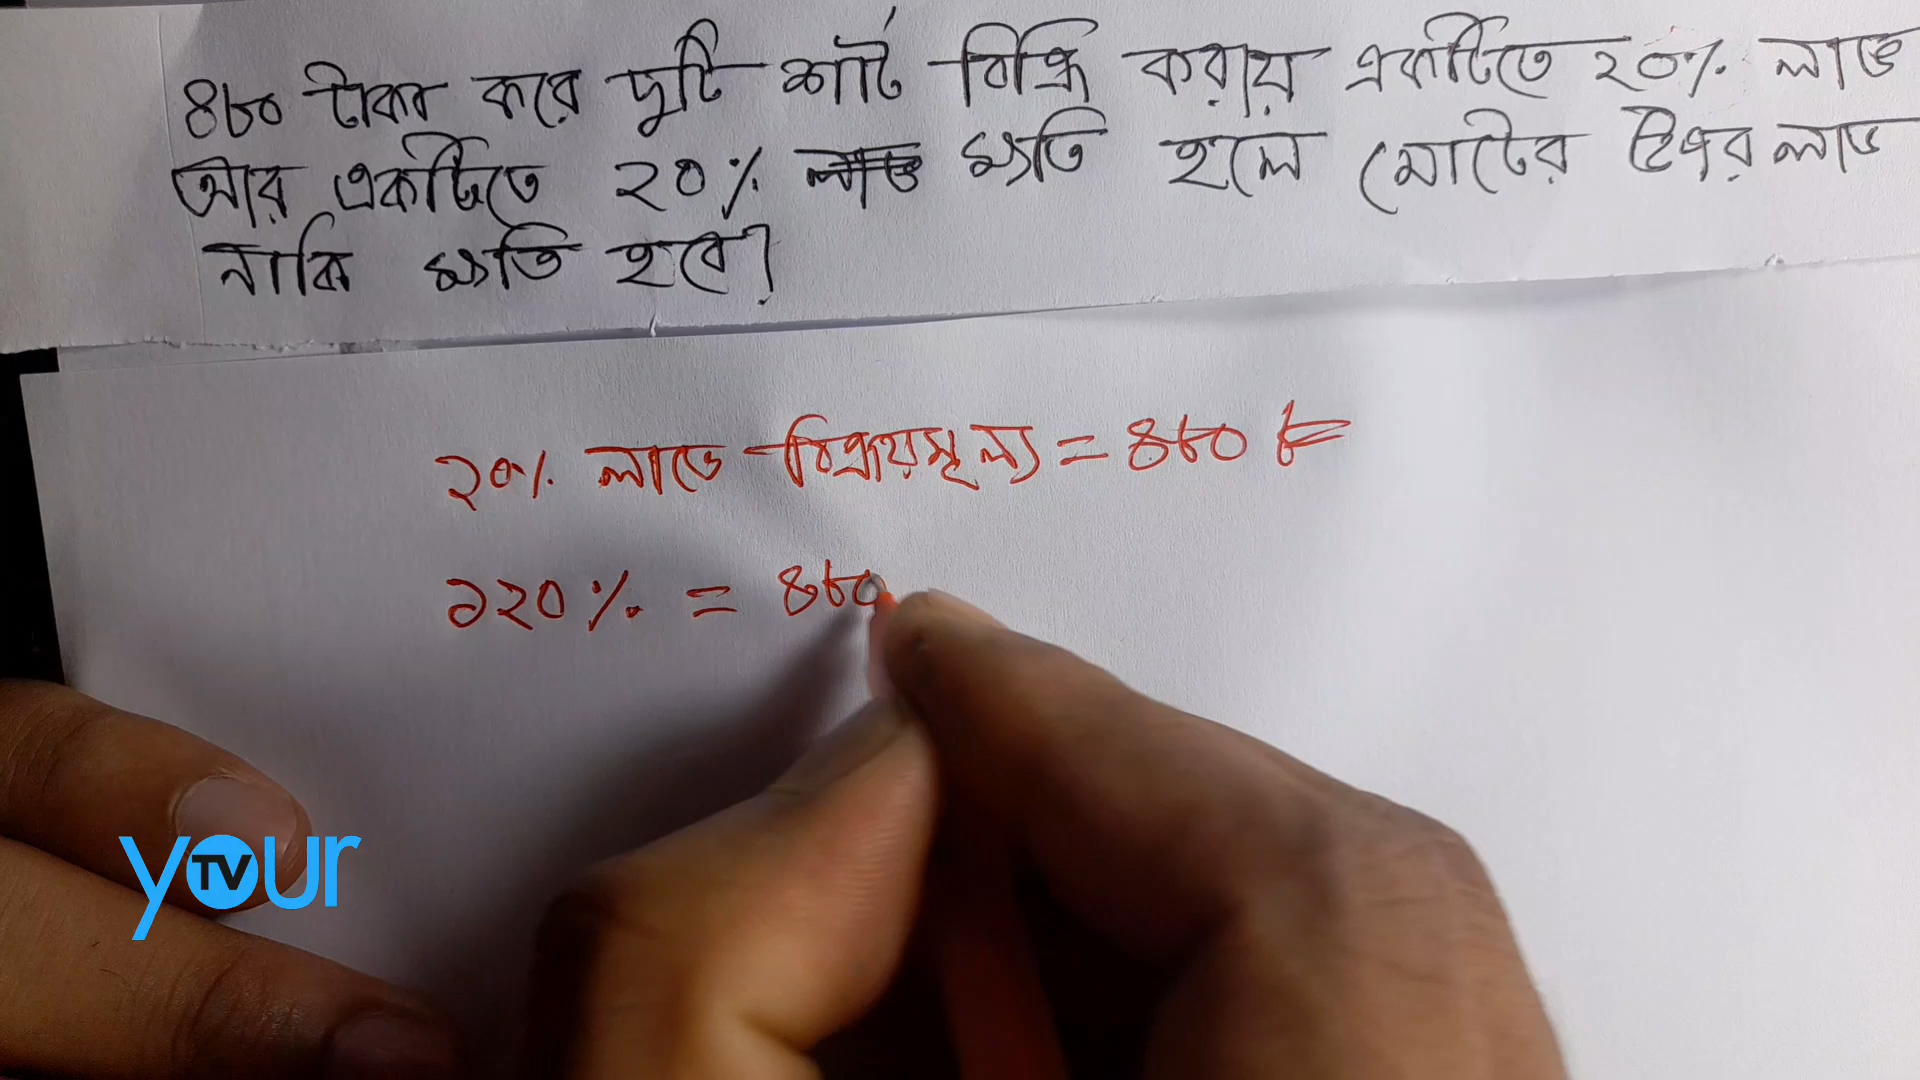 ৪৮০ টাকা করে দুটি শার্ট বিক্রি করায় একটিতে ২০% লাভ
আর একটিতে ২০% লাভ ক্ষতি হলে মোটের উপর লাভ
নাকি ক্ষতি হবে?
২০% লাভে বিক্রয়মূল্য = ৪৮০ ৳
১২০% = ৪৮০
your
TV